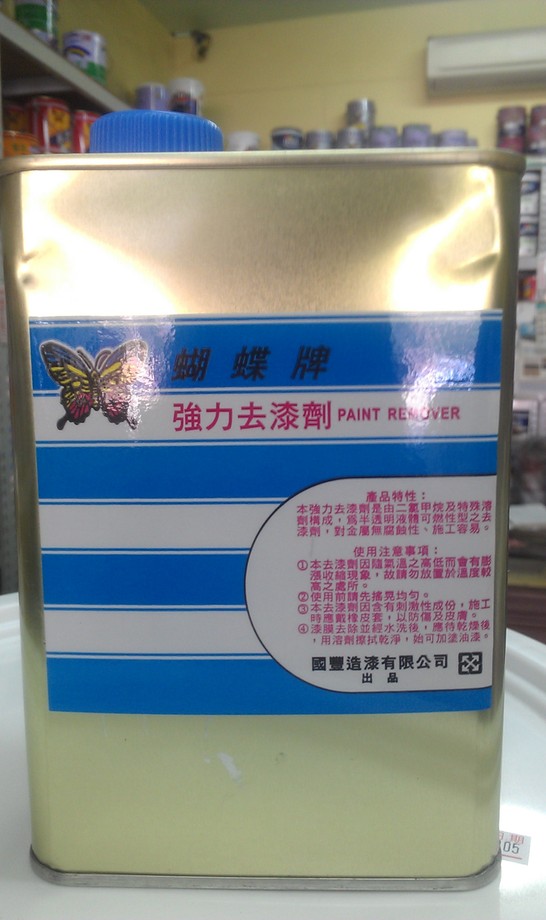 蝴蝶牌
強力去漆劑 PAINT REMOVER
產品特性：
本強力去漆劑是由二氯甲烷及特殊溶
劑構成，為半透明液體可燃性型之去
漆劑，對金屬無腐蝕性、施工容易。
使用注意事項：
①本去漆劑因隨氣溫之高低而會有膨
漲收縮現象，故請勿放置於溫度較
高之處所。
②使用前請先搖晃均勻。
③本去漆劑因含有刺激性成份，施工
時應戴橡皮套，以防傷及皮膚。
④漆膜去除並經水洗後，應待乾燥後
，用溶劑擦拭乾淨，始可加塗油漆。
國豐造漆有限公司
出品
05